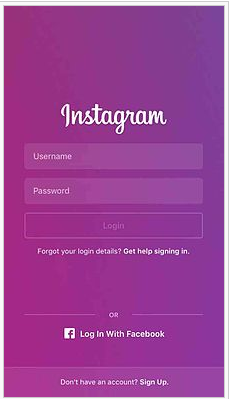 Instagram
Username
Password
Login
Forgot your login details? Get help signing in.
OR
Log In With Facebook
Don't have an account? Sign Up.